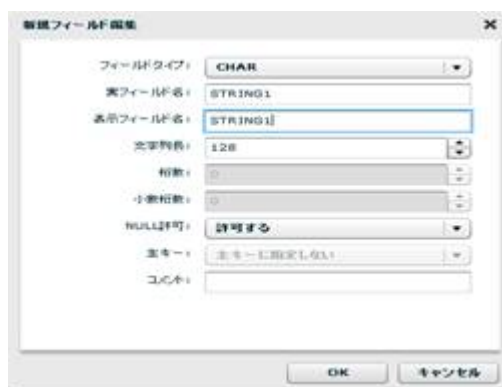 新規フィールド編集
フィールドタイプ: CHAR
実フィールド名: STRING1
表示フィールド名: STRING1
文字列長: 128
桁数: 0
小数桁数: 0
NULL許可: 許可する
主キー: 主キーに指定しない
コメント:
OK キャンセル